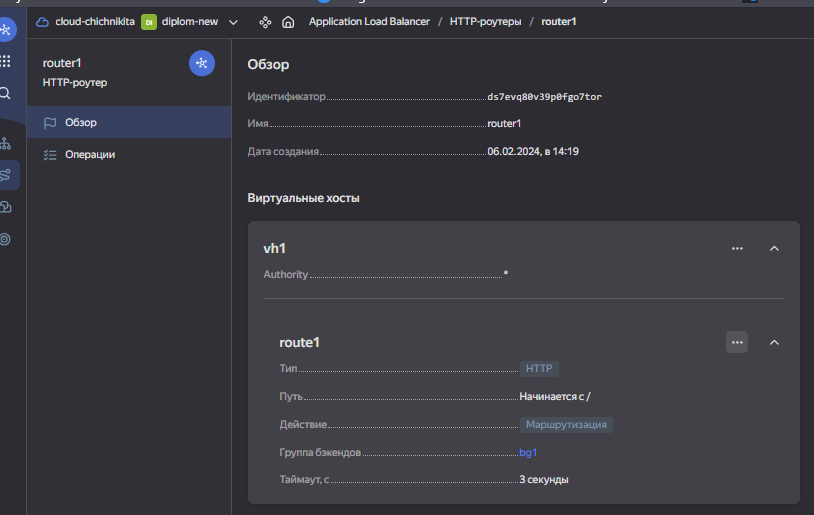 cloud-chichnikita DI diplom-new Application Load Balancer / HTTP-роутеры / router1
router1
HTTP-роутер
Обзор
Операции
Обзор
Идентификатор ds7evq80v39p0fgo7tor
Имя router1
Дата создания 06.02.2024, в 14:19
Виртуальные хосты
vh1
Authority *
route1
Тип HTTP
Путь Начинается с /
Действие Маршрутизация
Группа бэкендов bg1
Таймаут, с 3 секунды